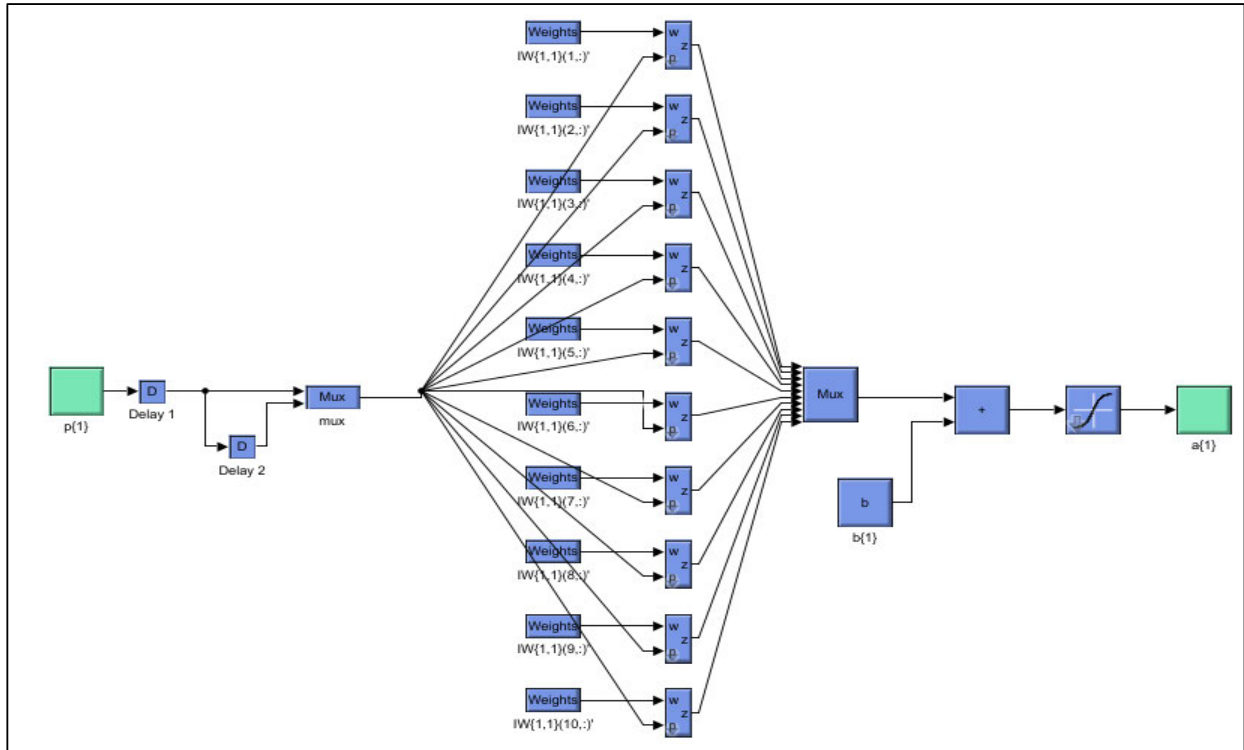 Weights
w
z
p
IW{1,1}(1,:)'
Weights
w
z
p
IW{1,1}(2,:)'
Weights
w
z
p
IW{1,1}(3,:)'
Weights
w
z
p
IW{1,1}(4,:)'
Weights
w
z
p
IW{1,1}(5,:)'
p{1}
D
Delay 1
D
Delay 2
Mux
mux
Weights
w
z
p
IW{1,1}(6,:)'
Weights
w
z
p
IW{1,1}(7,:)'
Weights
w
z
p
IW{1,1}(8,:)'
Weights
w
z
p
IW{1,1}(9,:)'
Weights
w
z
p
IW{1,1}(10,:)'
Mux
+
b
b{1}
a{1}